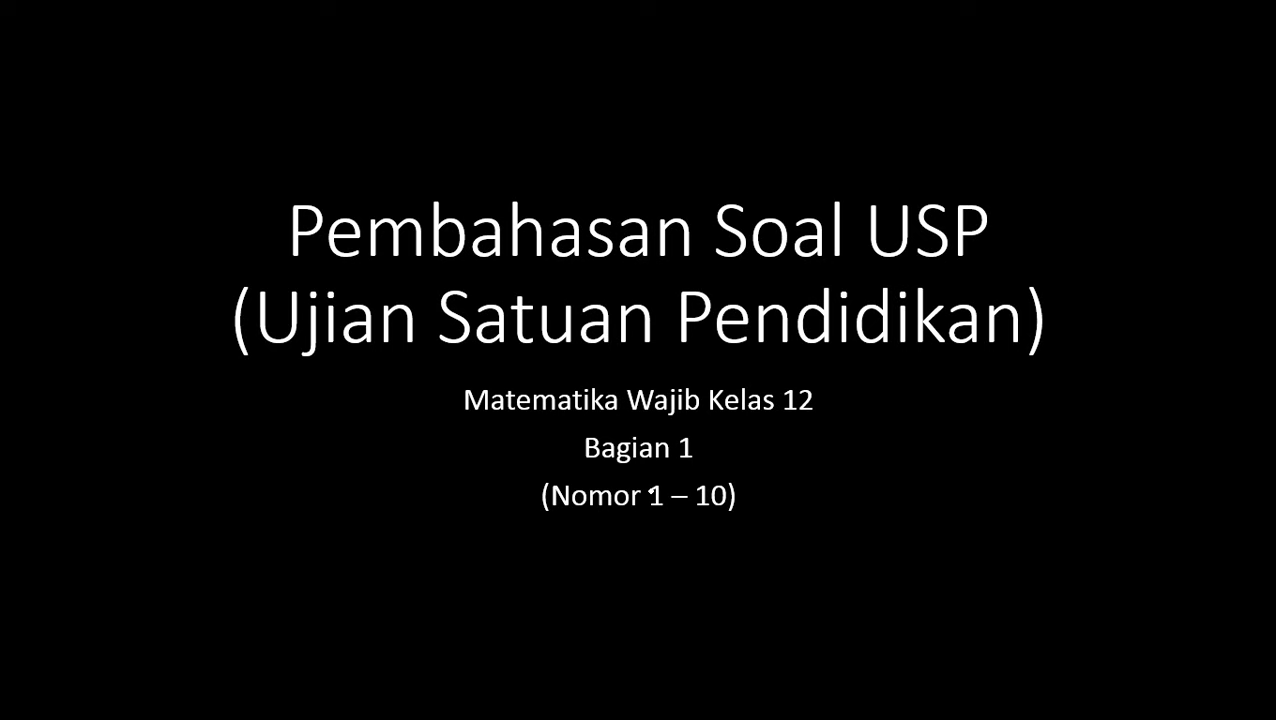 Pembahasan Soal USP
(Ujian Satuan Pendidikan)
Matematika Wajib Kelas 12
Bagian 1
(Nomor 1 – 10)